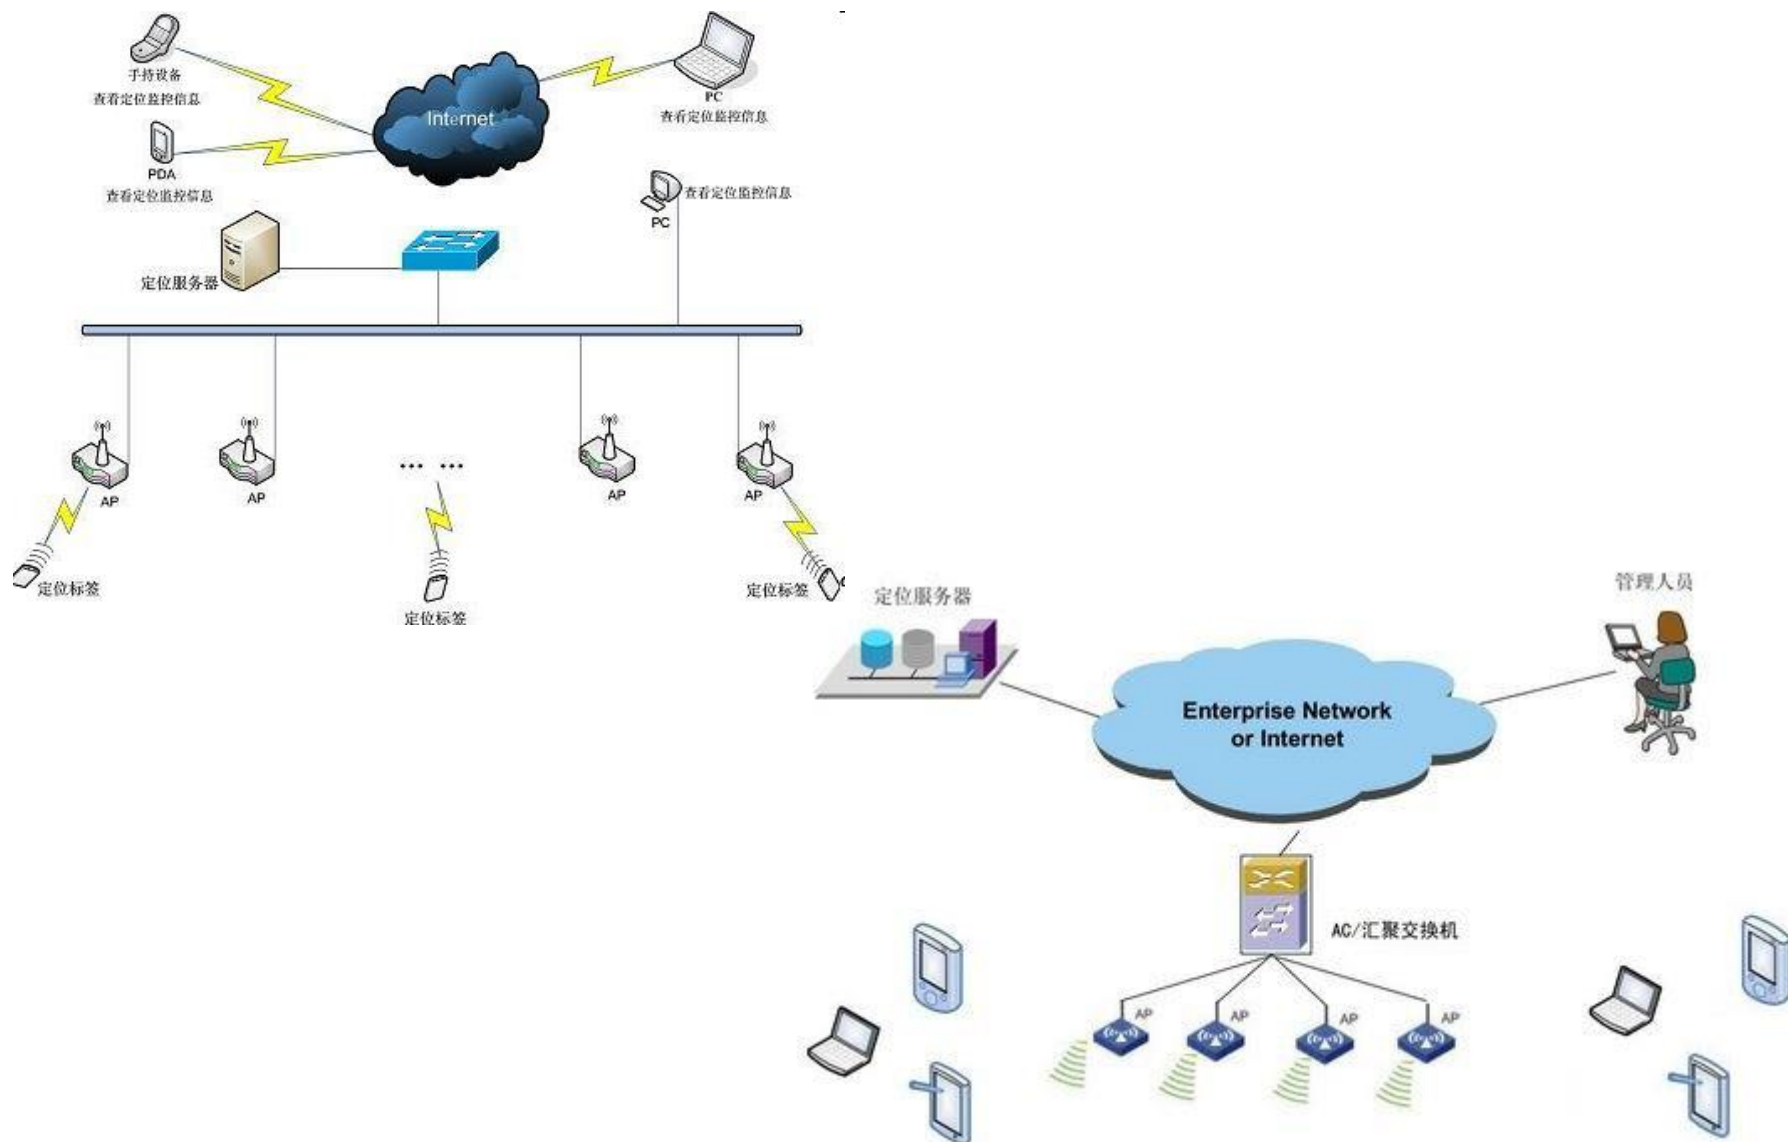 手持设备
查看定位监控信息
PC
查看定位监控信息
Internet
PDA
查看定位监控信息
查看定位监控信息
PC
定位服务器
AP
AP
... ...
AP
AP
定位标签
定位标签
定位标签
定位服务器
管理人员
Enterprise Network
or Internet
AC/汇聚交换机
AP
AP
AP
AP